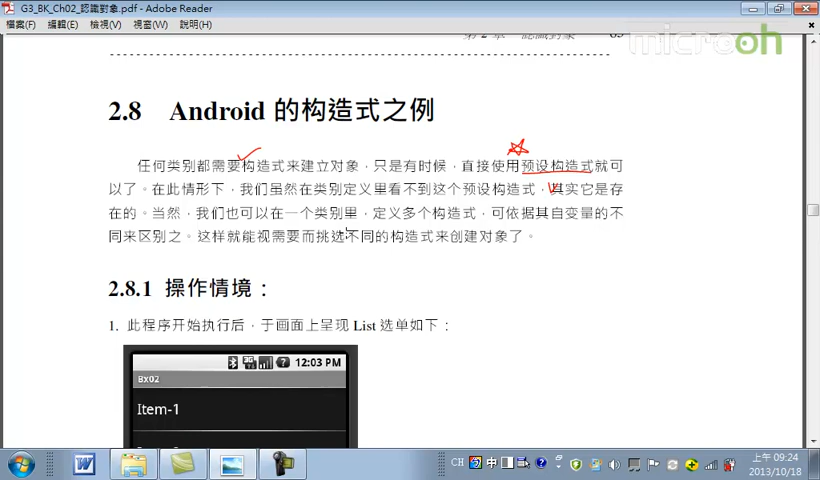 G3_BK_Ch02_認識對象.pdf - Adobe Reader
檔案(F) 編輯(E) 檢視(V) 視窗(W) 說明(H)
microoh
2.8 Android 的构造式之例
任何类别都需要构造式来建立对象，只是有时候，直接使用预设构造式就可
以了。在此情形下，我们虽然在类别定义里看不到这个预设构造式，其实它是存
在的。当然，我们也可以在一个类别里，定义多个构造式，可依据其自变量的不
同来区别之。这样就能视需要而挑选不同的构造式来创建对象了。
2.8.1 操作情境：
1. 此程序开始执行后，于画面上呈现 List 选单如下：
3G 12:03 PM
Bx02
Item-1
CH 中 上午 09:24
2013/10/18